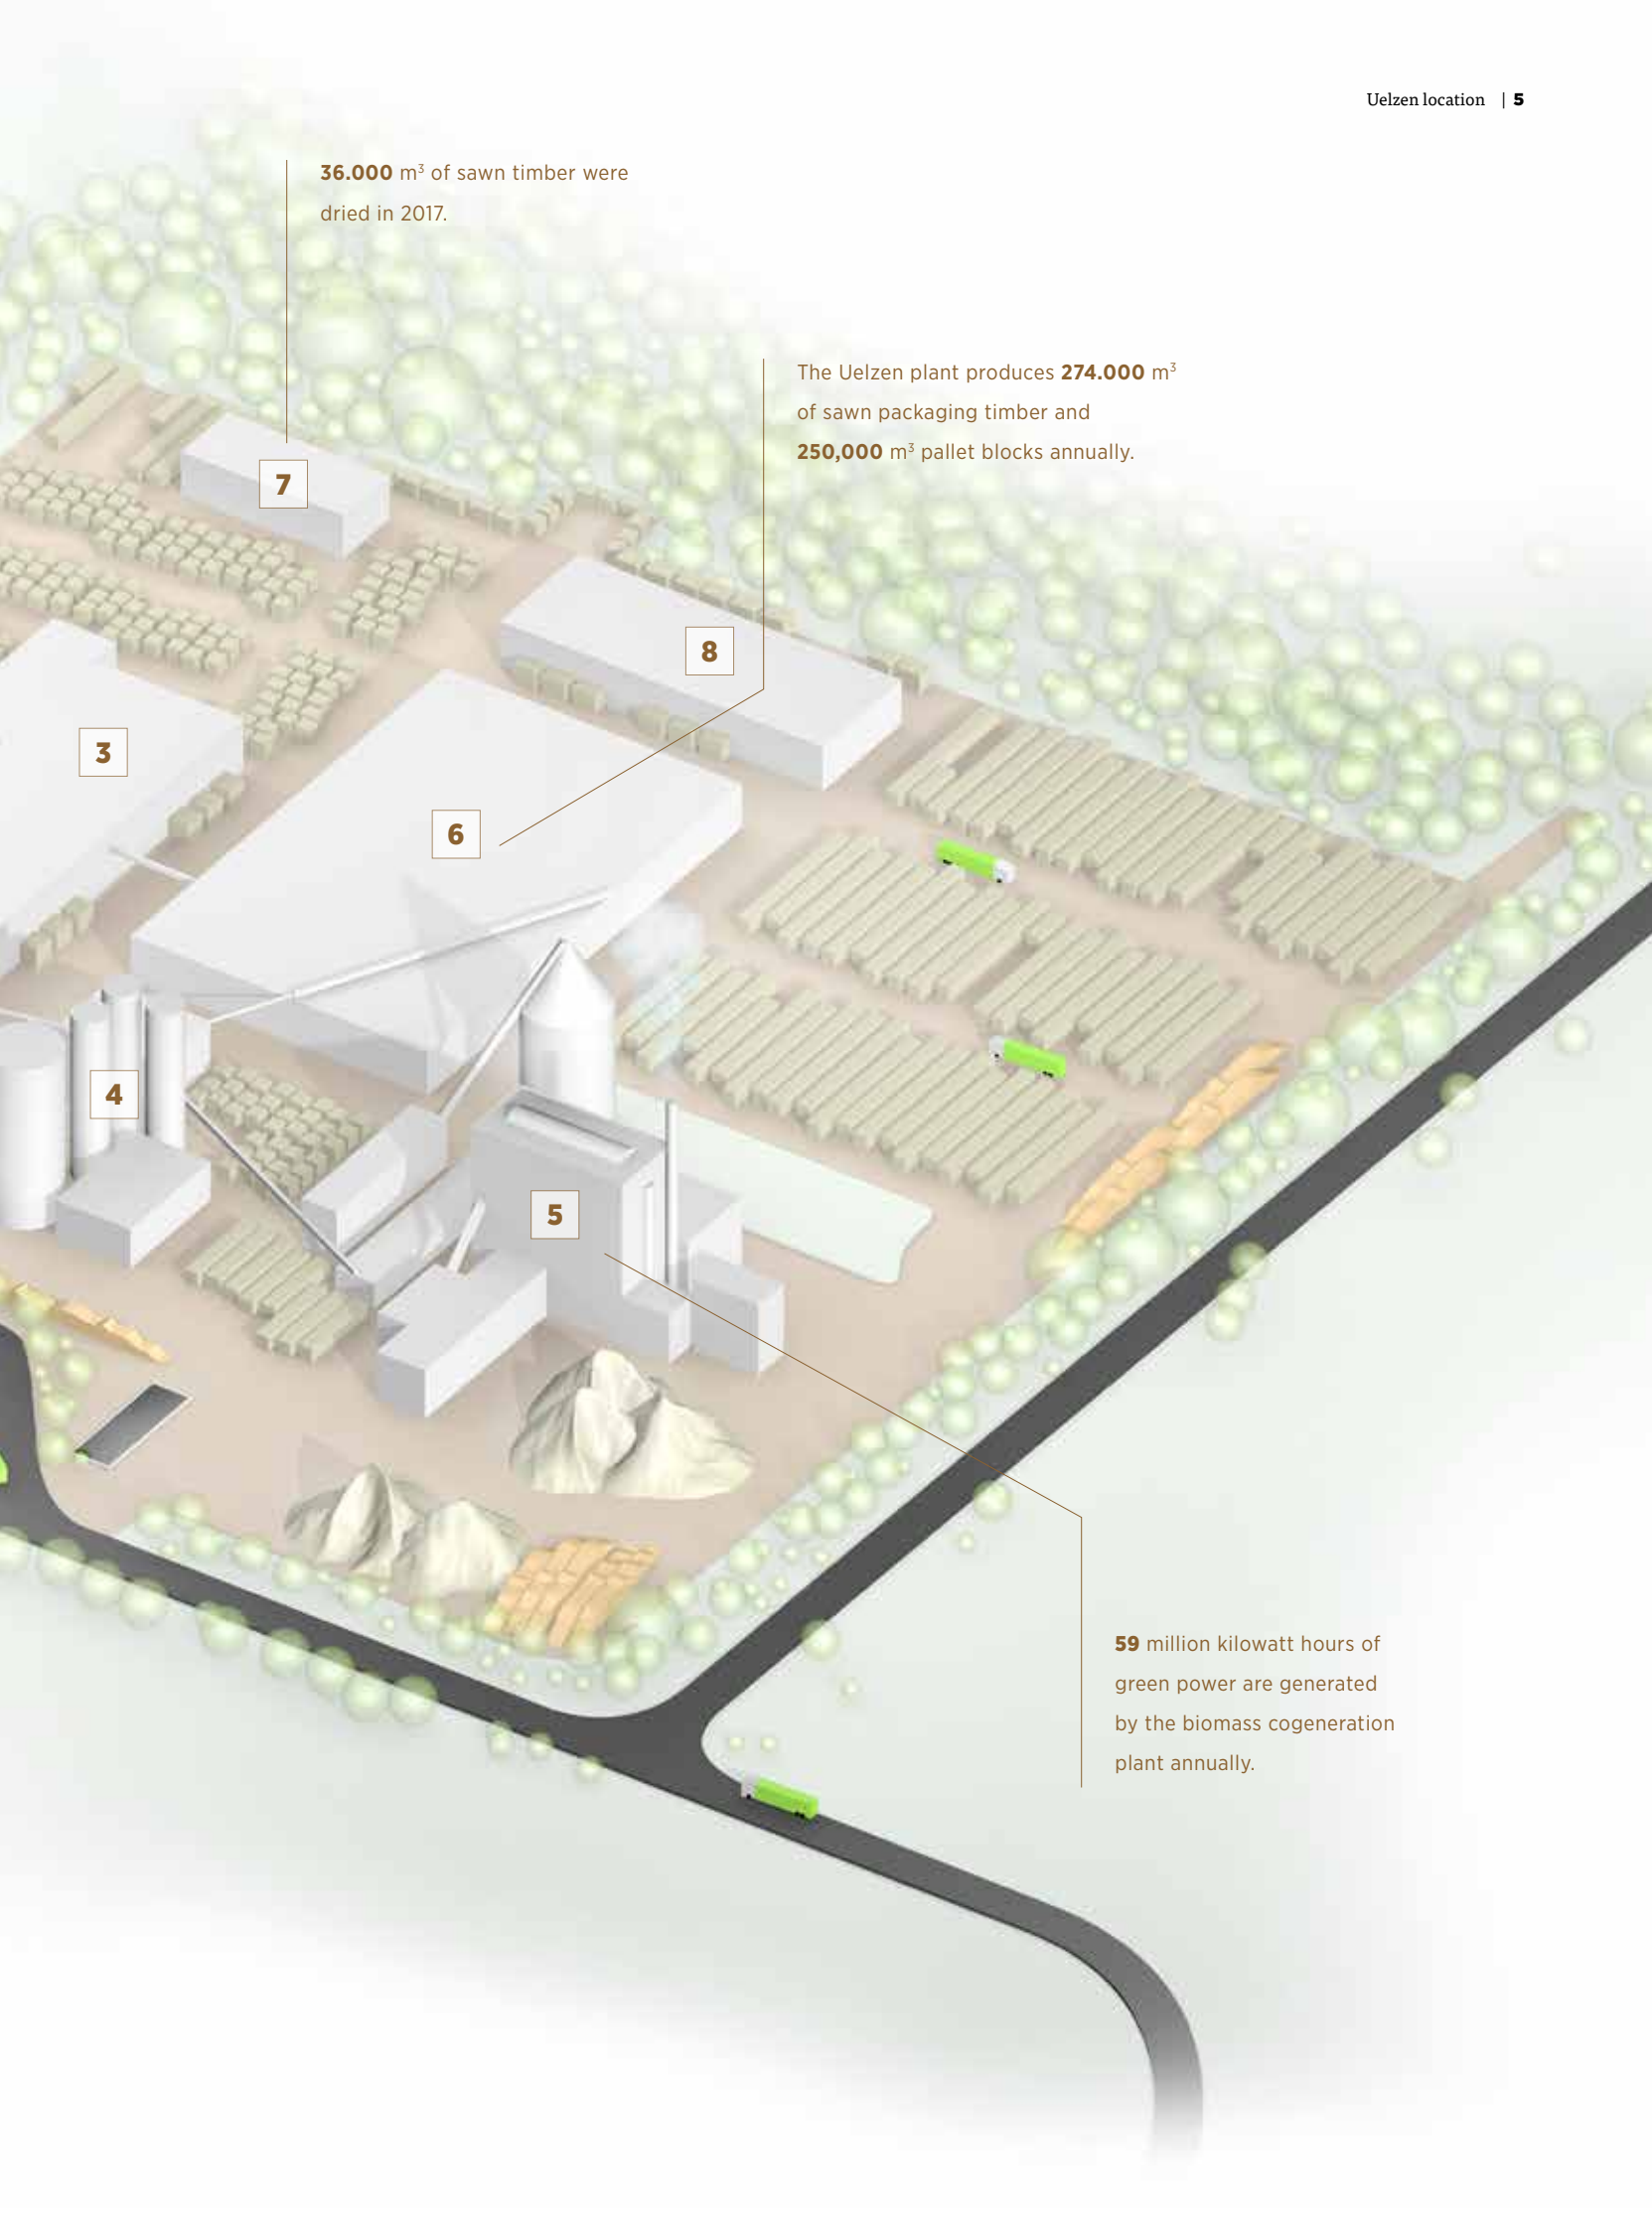 Uelzen location | 5
36.000 m³ of sawn timber were
dried in 2017.
The Uelzen plant produces 274.000 m³
of sawn packaging timber and
250,000 m³ pallet blocks annually.
7
8
3
6
4
5
59 million kilowatt hours of
green power are generated
by the biomass cogeneration
plant annually.